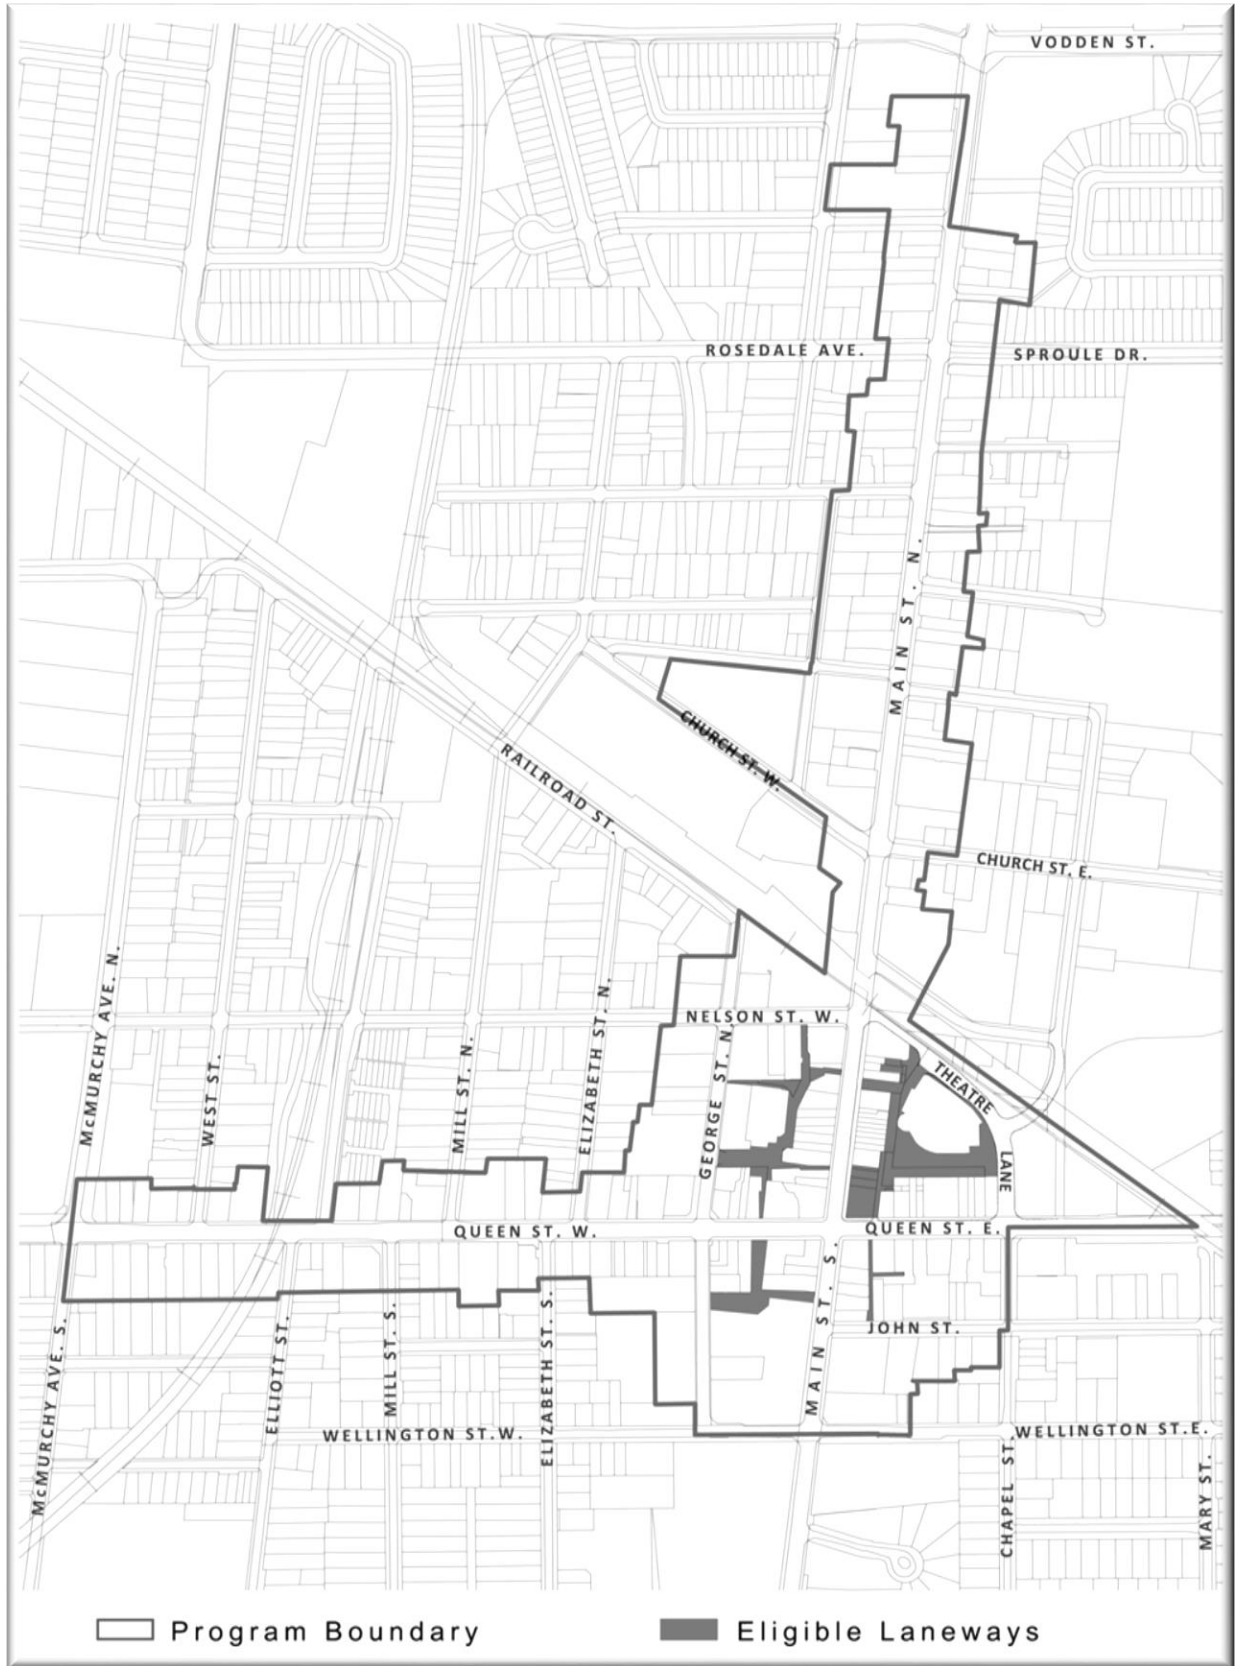 VODDEN ST.
ROSEDALE AVE.
SPROULE DR.
MAIN ST. N.
CHURCH ST. W.
RAILROAD ST.
CHURCH ST. E.
McMURCHY AVE. N.
WEST ST.
MILL ST. N.
ELIZABETH ST. N.
NELSON ST. W.
GEORGE ST. N.
THEATRE
LANE
QUEEN ST. W.
QUEEN ST. E.
McMURCHY AVE. S.
ELLIOTT ST.
MILL ST. S.
ELIZABETH ST. S.
MAIN ST. S.
JOHN ST.
WELLINGTON ST.W.
WELLINGTON ST.E.
CHAPEL ST.
MARY ST.
Program Boundary
Eligible Laneways